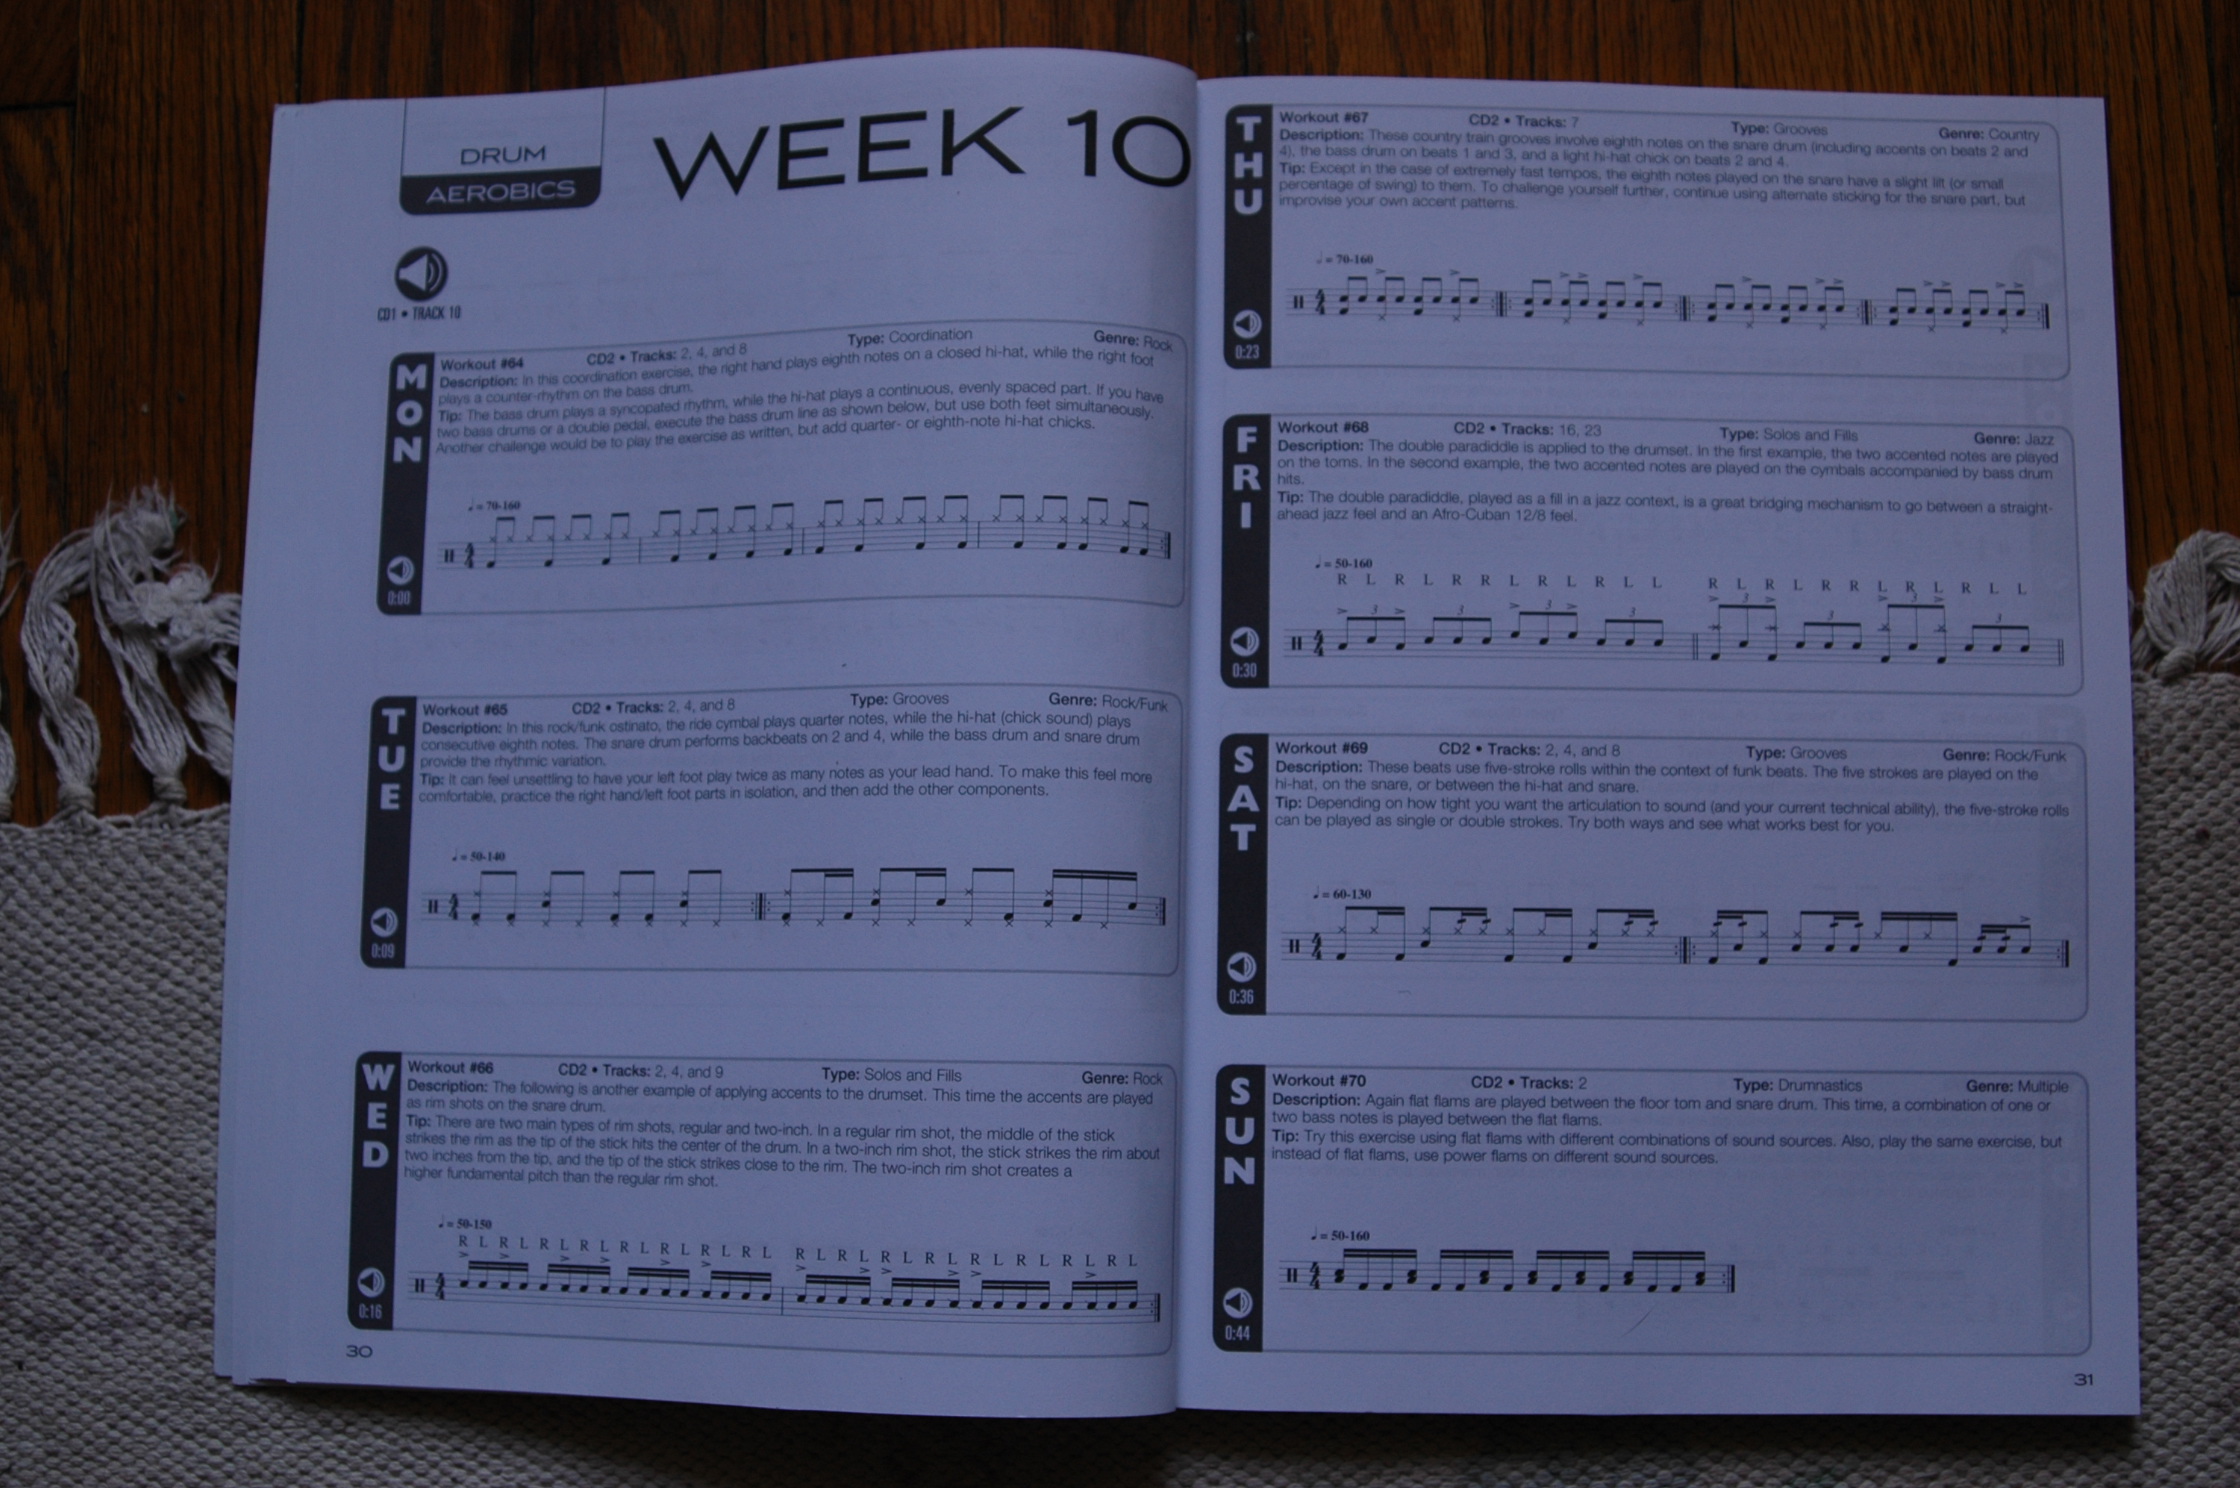 DRUM
AEROBICS
WEEK 10
CD1 • TRACK 10
MON
0:00
Workout #64 CD2 • Tracks: 2, 4, and 8 Type: Coordination Genre: Rock
Description: In this coordination exercise, the right hand plays eighth notes on a closed hi-hat, while the right foot
plays a counter-rhythm on the bass drum.
Tip: The bass drum plays a syncopated rhythm, while the hi-hat plays a continuous, evenly spaced part. If you have
two bass drums or a double pedal, execute the bass drum line as shown below, but use both feet simultaneously.
Another challenge would be to play the exercise as written, but add quarter- or eighth-note hi-hat chicks.
♩ = 70-160
TUE
0:09
Workout #65 CD2 • Tracks: 2, 4, and 8 Type: Grooves Genre: Rock/Funk
Description: In this rock/funk ostinato, the ride cymbal plays quarter notes, while the hi-hat (chick sound) plays
consecutive eighth notes. The snare drum performs backbeats on 2 and 4, while the bass drum and snare drum
provide the rhythmic variation.
Tip: It can feel unsettling to have your left foot play twice as many notes as your lead hand. To make this feel more
comfortable, practice the right hand/left foot parts in isolation, and then add the other components.
♩ = 50-140
WED
0:16
Workout #66 CD2 • Tracks: 2, 4, and 9 Type: Solos and Fills Genre: Rock
Description: The following is another example of applying accents to the drumset. This time the accents are played
as rim shots on the snare drum.
Tip: There are two main types of rim shots, regular and two-inch. In a regular rim shot, the middle of the stick
strikes the rim as the tip of the stick hits the center of the drum. In a two-inch rim shot, the stick strikes the rim about
two inches from the tip, and the tip of the stick strikes close to the rim. The two-inch rim shot creates a
higher fundamental pitch than the regular rim shot.
♩ = 50-150
R L R L R L R L R L R L R L R L R L R L R L R L R L R L R L R L
30
THU
0:23
Workout #67 CD2 • Tracks: 7 Type: Grooves Genre: Country
Description: These country train grooves involve eighth notes on the snare drum (including accents on beats 2 and
4), the bass drum on beats 1 and 3, and a light hi-hat chick on beats 2 and 4.
Tip: Except in the case of extremely fast tempos, the eighth notes played on the snare have a slight lilt (or small
percentage of swing) to them. To challenge yourself further, continue using alternate sticking for the snare part, but
improvise your own accent patterns.
♩ = 70-160
FRI
0:30
Workout #68 CD2 • Tracks: 16, 23 Type: Solos and Fills Genre: Jazz
Description: The double paradiddle is applied to the drumset. In the first example, the two accented notes are played
on the toms. In the second example, the two accented notes are played on the cymbals accompanied by bass drum
hits.
Tip: The double paradiddle, played as a fill in a jazz context, is a great bridging mechanism to go between a straight-
ahead jazz feel and an Afro-Cuban 12/8 feel.
♩ = 50-160
R L R L R R L R L R L L R L R L R R L R L R L L
3 3 3 3 3 3 3 3
SAT
0:36
Workout #69 CD2 • Tracks: 2, 4, and 8 Type: Grooves Genre: Rock/Funk
Description: These beats use five-stroke rolls within the context of funk beats. The five strokes are played on the
hi-hat, on the snare, or between the hi-hat and snare.
Tip: Depending on how tight you want the articulation to sound (and your current technical ability), the five-stroke rolls
can be played as single or double strokes. Try both ways and see what works best for you.
♩ = 60-130
SUN
0:44
Workout #70 CD2 • Tracks: 2 Type: Drumnastics Genre: Multiple
Description: Again flat flams are played between the floor tom and snare drum. This time, a combination of one or
two bass notes is played between the flat flams.
Tip: Try this exercise using flat flams with different combinations of sound sources. Also, play the same exercise, but
instead of flat flams, use power flams on different sound sources.
♩ = 50-160
31